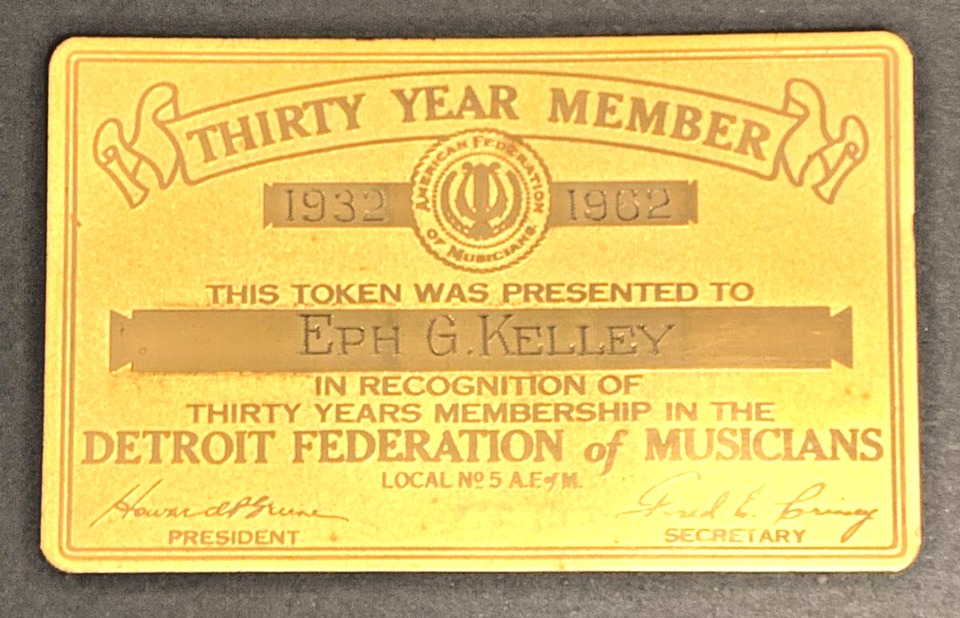 THIRTY YEAR MEMBER
1932 1962
AMERICAN FEDERATION OF MUSICIANS
THIS TOKEN WAS PRESENTED TO
EPH G. KELLEY
IN RECOGNITION OF
THIRTY YEARS MEMBERSHIP IN THE
DETROIT FEDERATION of MUSICIANS
LOCAL Nº 5 A.F. of M.
Fred E.
PRESIDENT SECRETARY